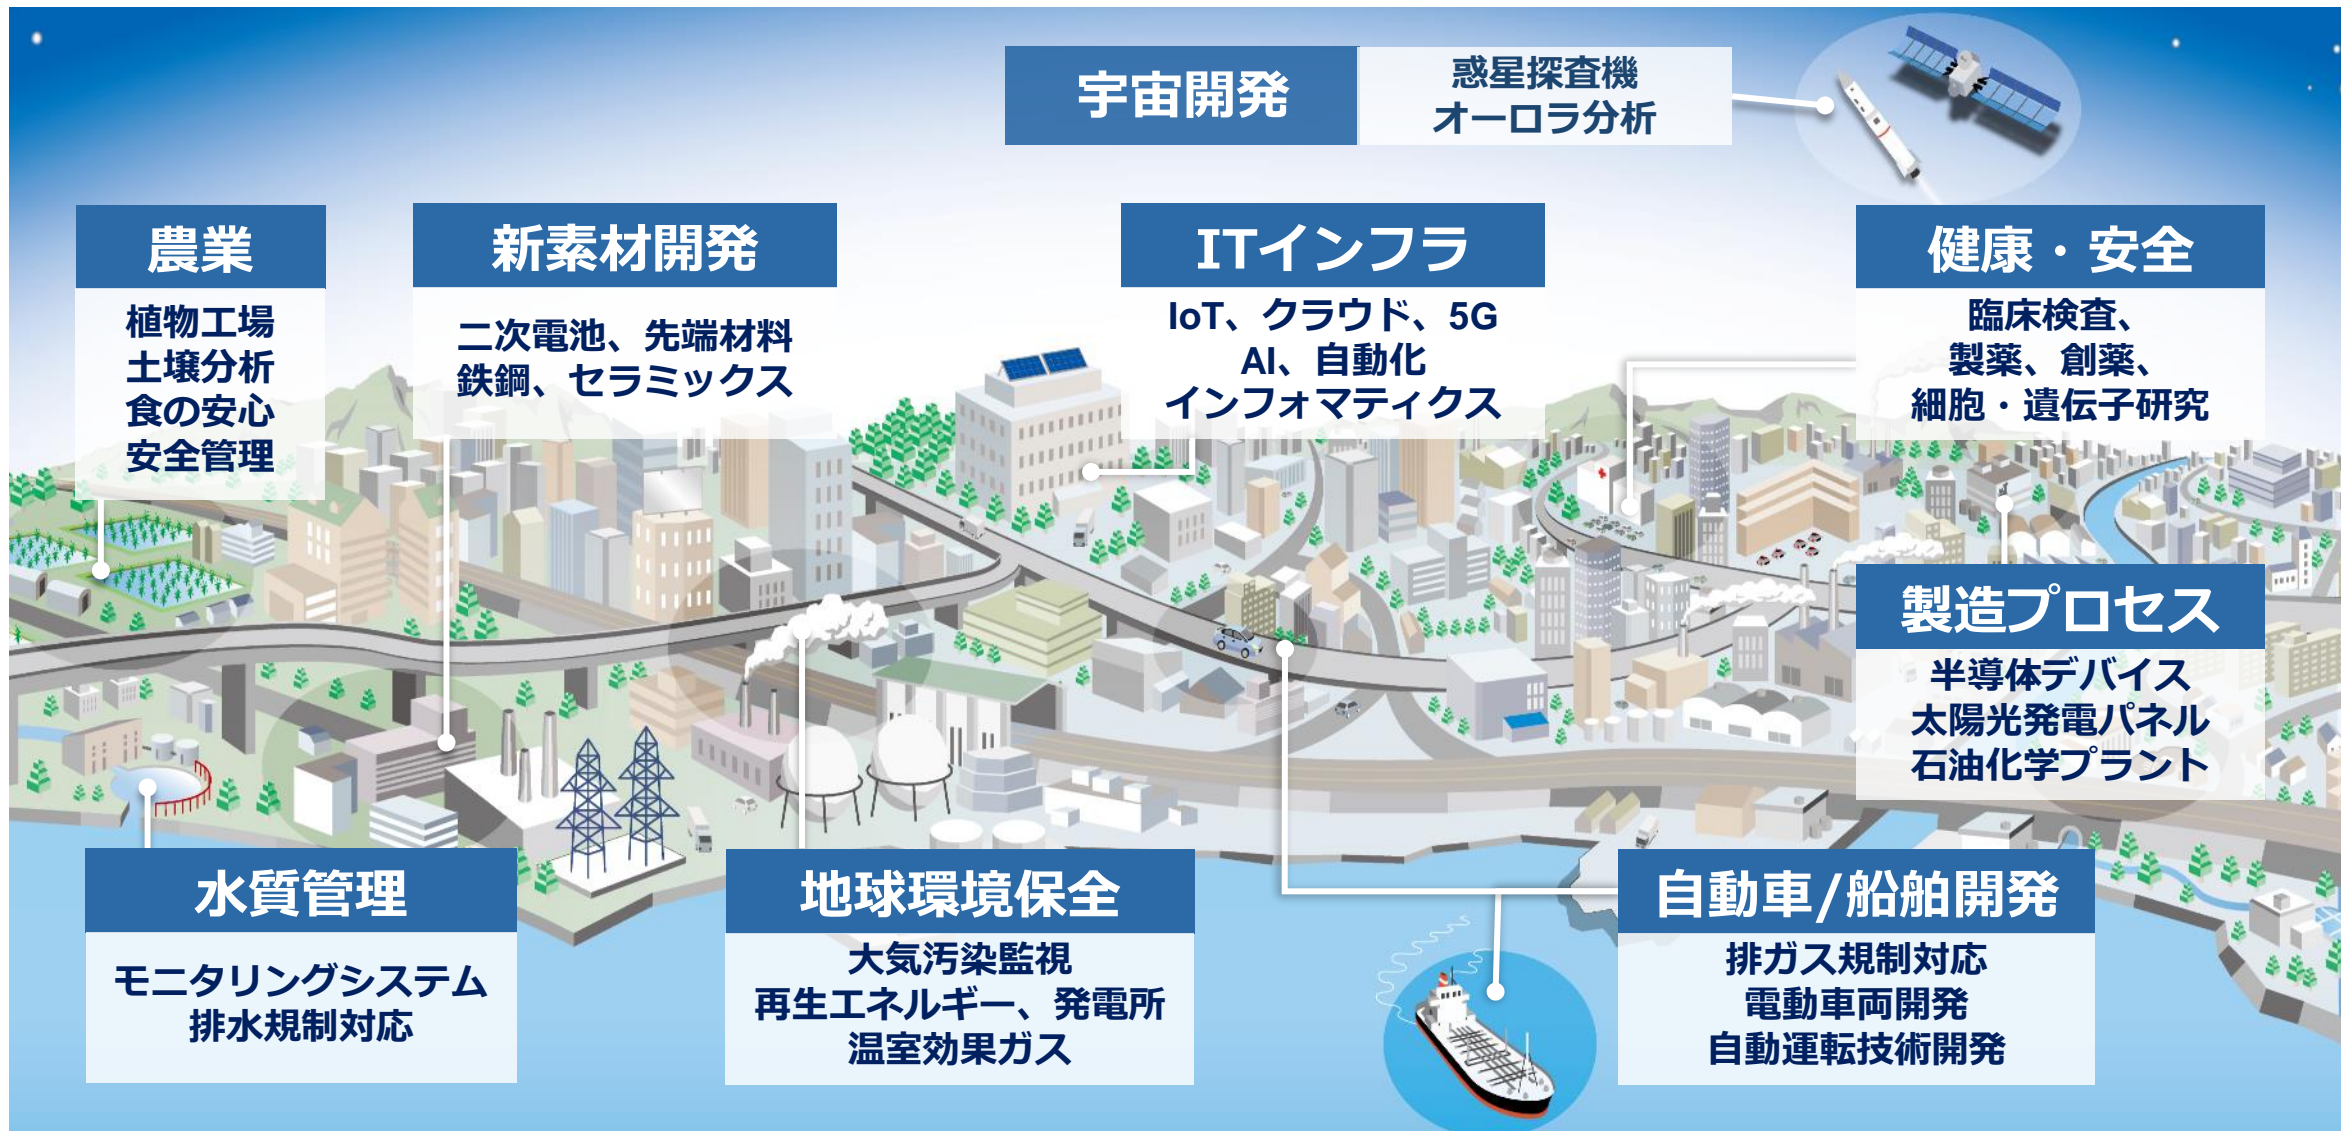 宇宙開発
惑星探査機
オーロラ分析
農業
植物工場
土壌分析
食の安心
安全管理
新素材開発
二次電池、先端材料
鉄鋼、セラミックス
ITインフラ
IoT、クラウド、5G
AI、自動化
インフォマティクス
健康・安全
臨床検査、
製薬、創薬、
細胞・遺伝子研究
製造プロセス
半導体デバイス
太陽光発電パネル
石油化学プラント
水質管理
モニタリングシステム
排水規制対応
地球環境保全
大気汚染監視
再生エネルギー、発電所
温室効果ガス
自動車/船舶開発
排ガス規制対応
電動車両開発
自動運転技術開発